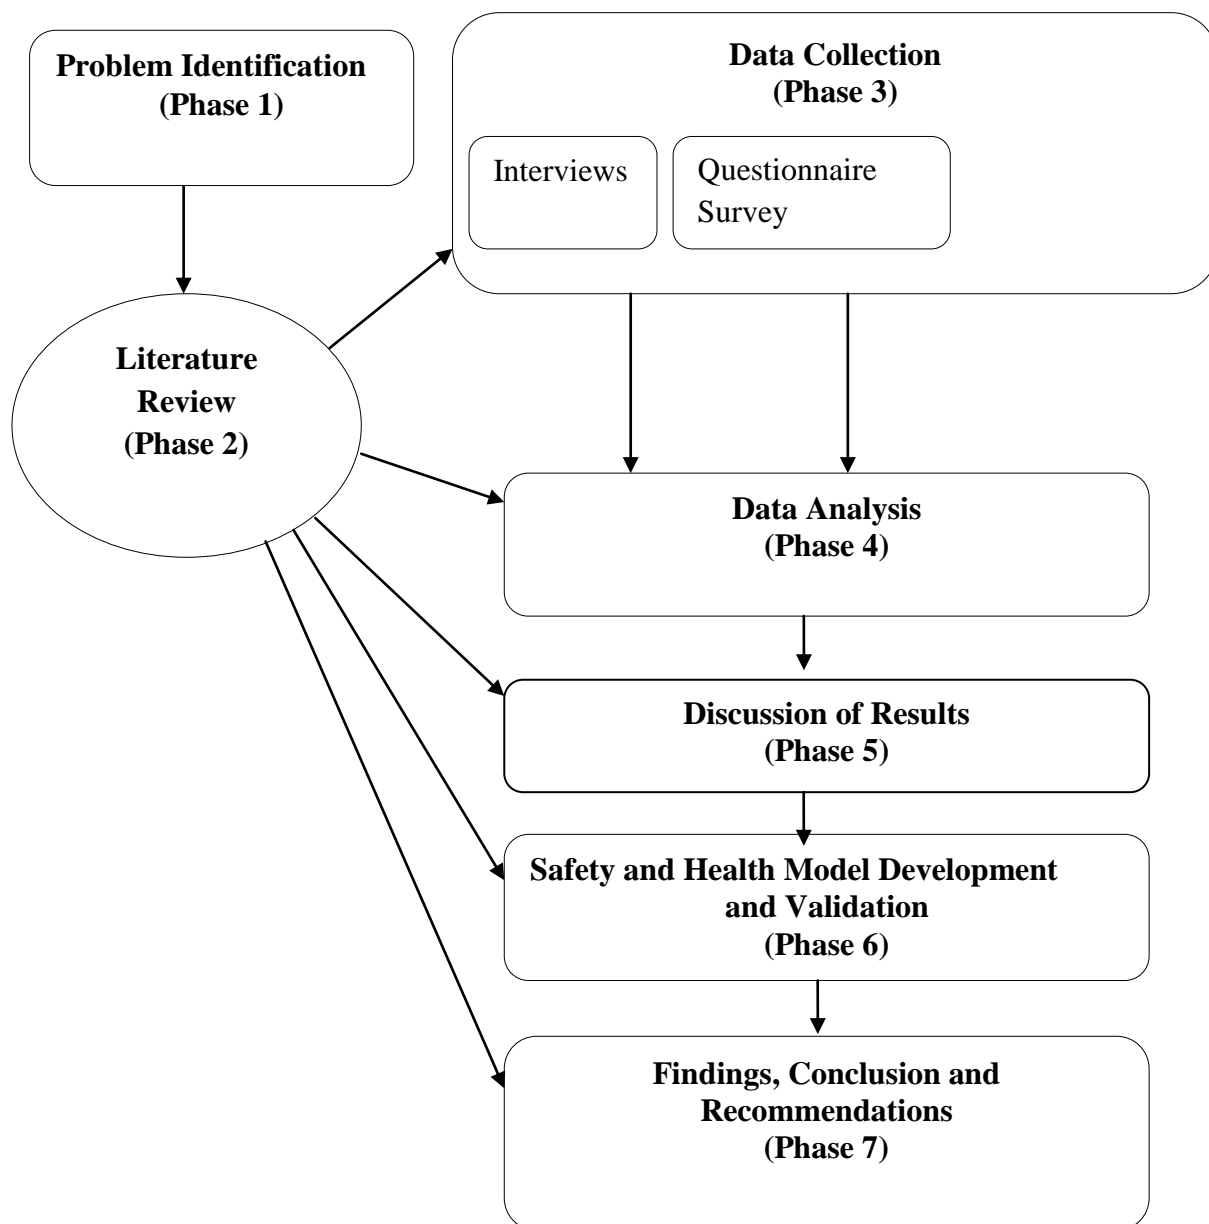 Problem Identification
(Phase 1)
Data Collection
(Phase 3)
Interviews
Questionnaire
Survey
Literature
Review
(Phase 2)
Data Analysis
(Phase 4)
Discussion of Results
(Phase 5)
Safety and Health Model Development
and Validation
(Phase 6)
Findings, Conclusion and
Recommendations
(Phase 7)